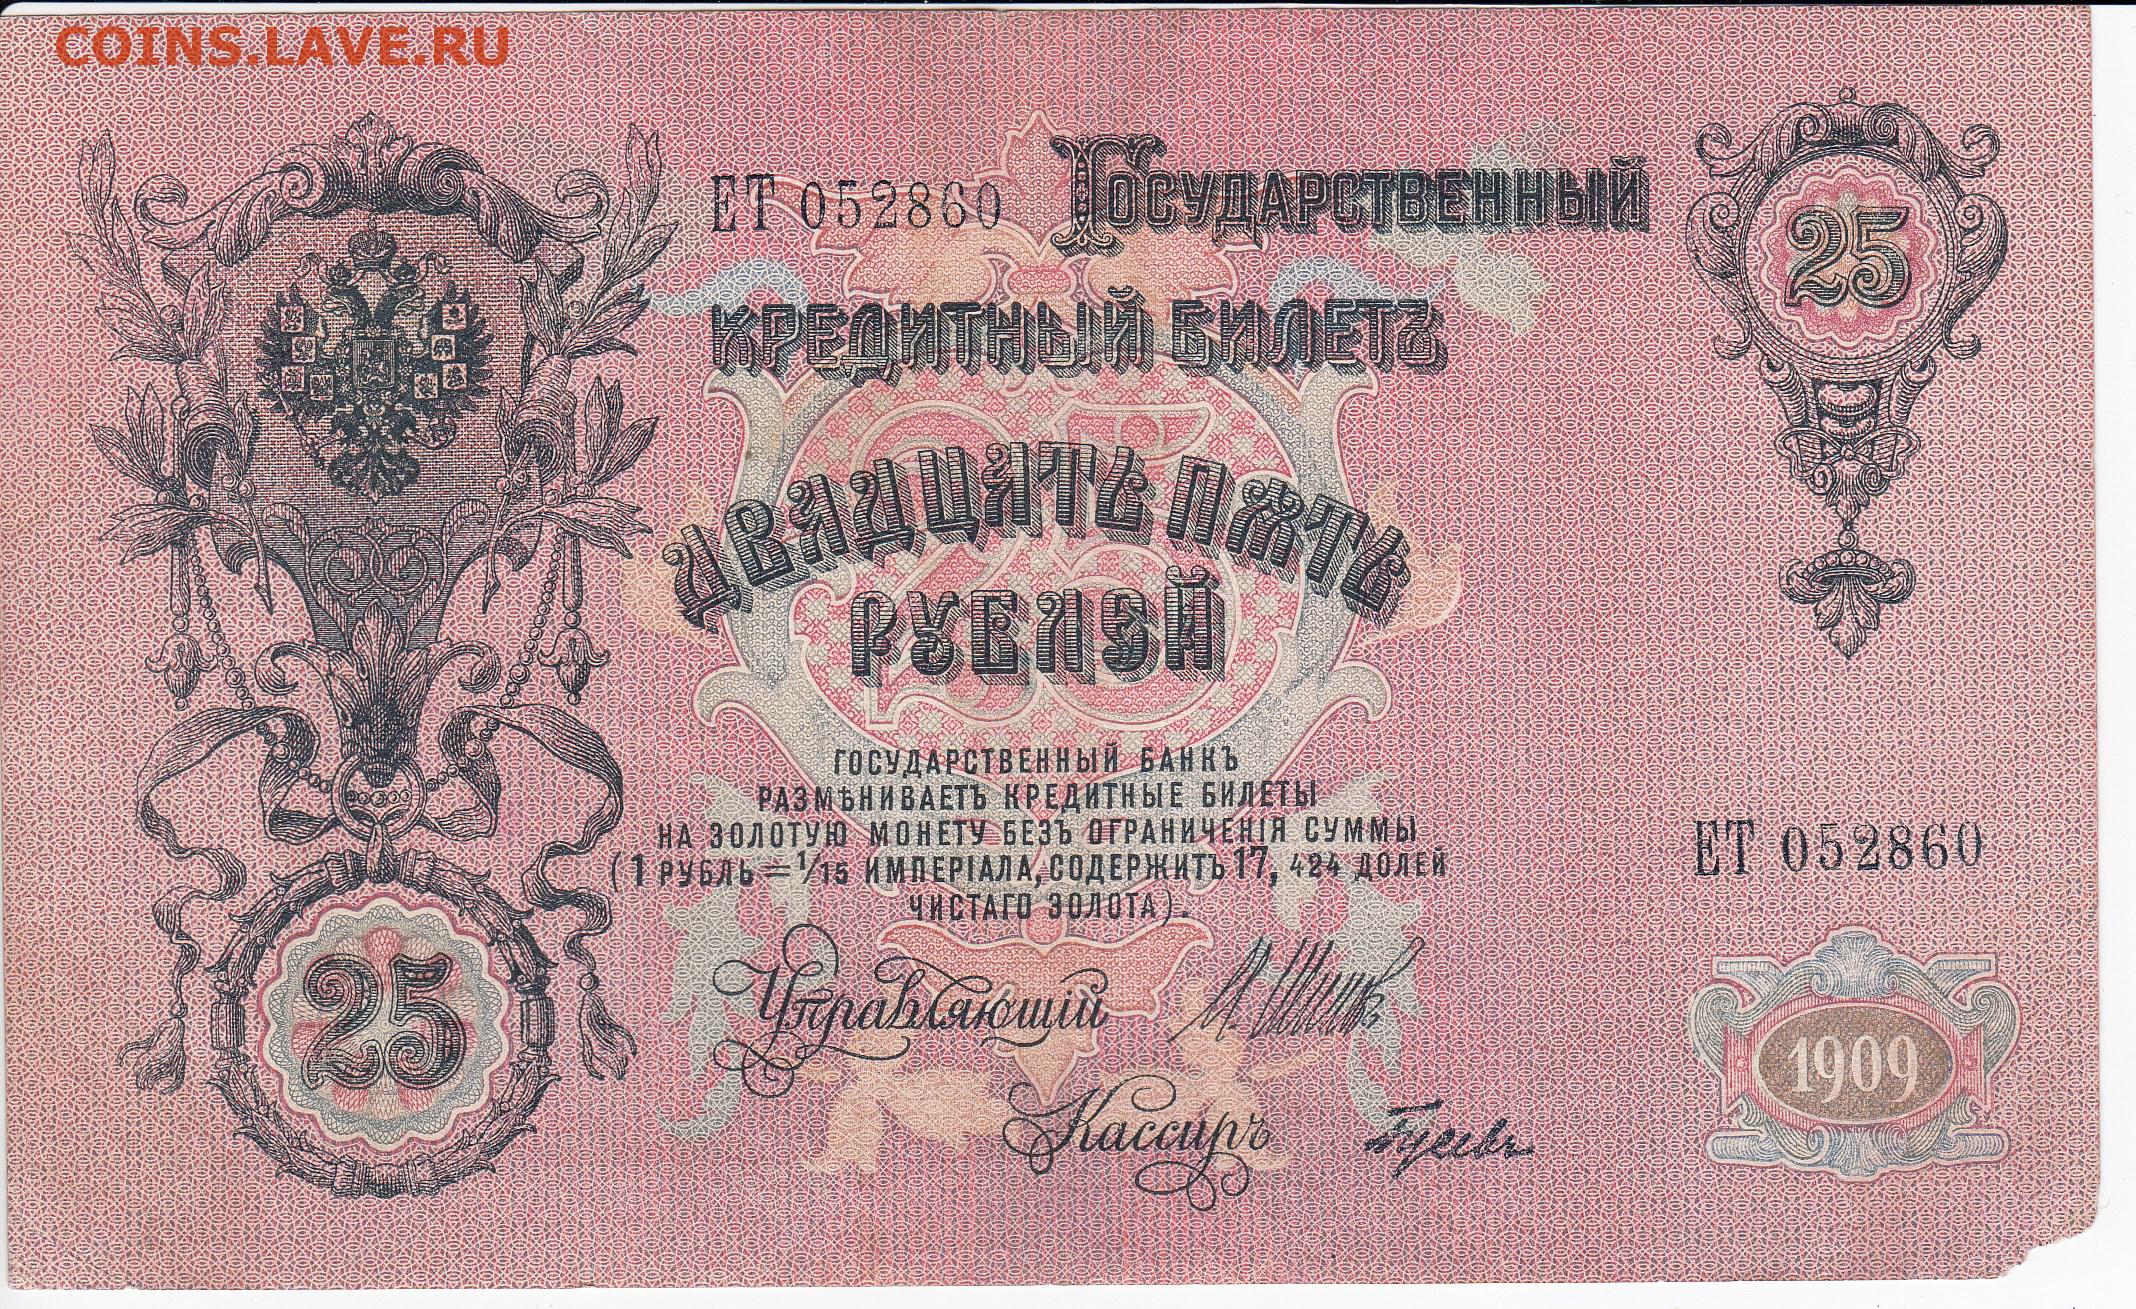 COINS.LAVE.RU
ЕТ 052860
ГОСУДАРСТВЕННЫЙ
25
КРЕДИТНЫЙ БИЛЕТЪ
ДВАДЦАТЬ ПЯТЬ
РУБЛЕЙ
ГОСУДАРСТВЕННЫЙ БАНКЪ
РАЗМѢНИВАЕТЪ КРЕДИТНЫЕ БИЛЕТЫ
НА ЗОЛОТУЮ МОНЕТУ БЕЗЪ ОГРАНИЧЕНІЯ СУММЫ
(1 РУБЛЬ = 1/15 ИМПЕРІАЛА, СОДЕРЖИТЪ 17, 424 ДОЛЕЙ
ЧИСТАГО ЗОЛОТА).
ЕТ 052860
25
Управляющій И. Шиповъ
1909
Кассиръ Гусевъ